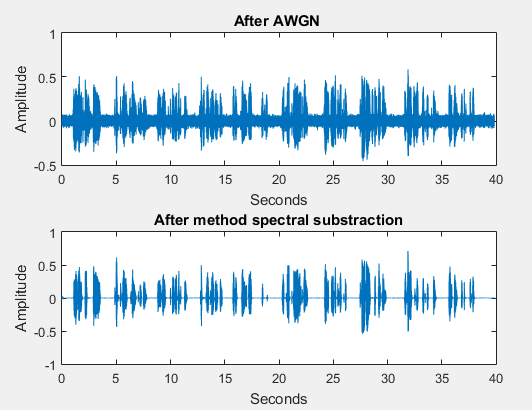 After AWGN
1
0.5
0
-0.5
Amplitude
0 5 10 15 20 25 30 35 40
Seconds
After method spectral substraction
1
0.5
0
-0.5
-1
Amplitude
0 5 10 15 20 25 30 35 40
Seconds